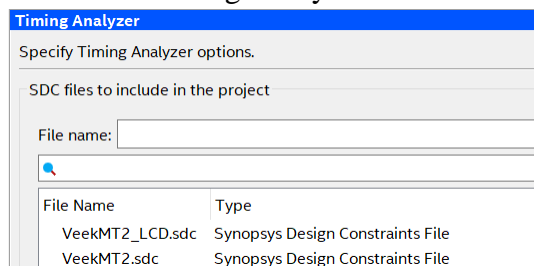 Timing Analyzer
Specify Timing Analyzer options.
SDC files to include in the project
File name:
File Name Type
VeekMT2_LCD.sdc Synopsys Design Constraints File
VeekMT2.sdc Synopsys Design Constraints File